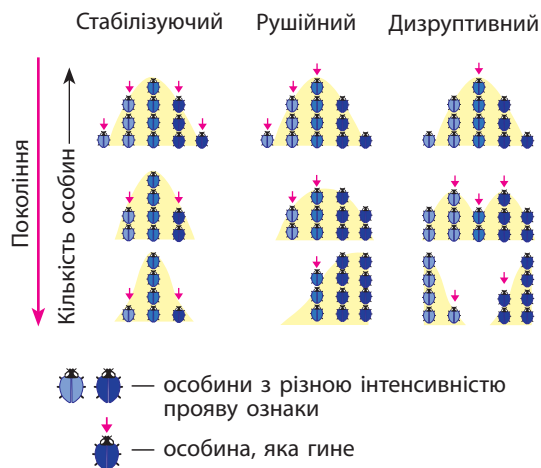 Стабілізуючий Рушійний Дизруптивний
Покоління
Кількість особин
— особини з різною інтенсивністю
прояву ознаки
— особина, яка гине